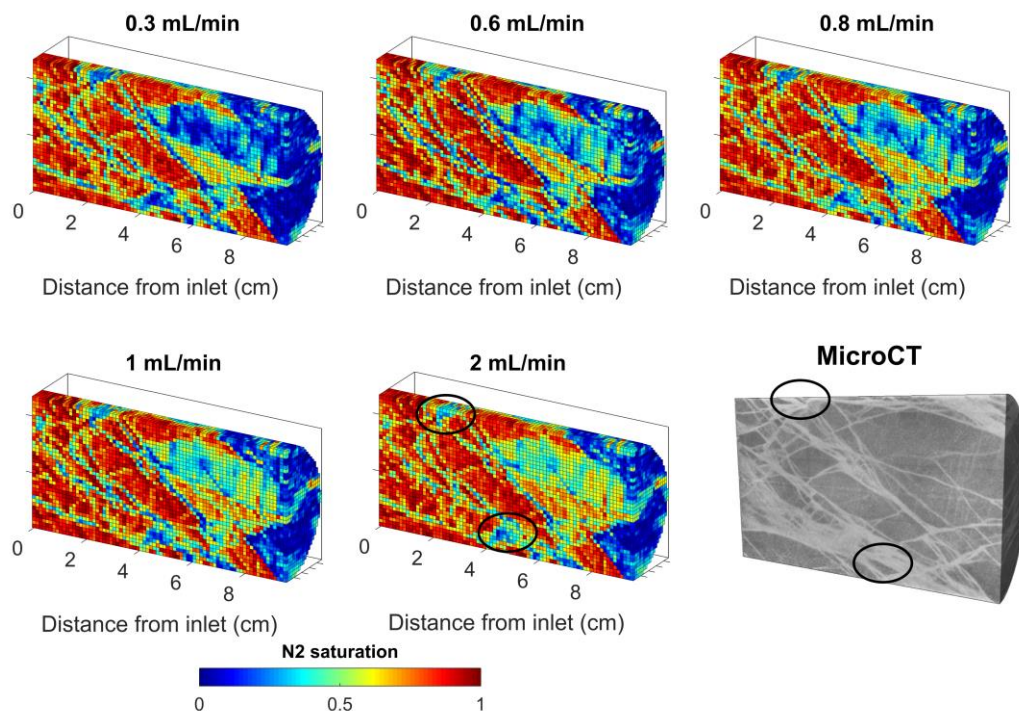 0.3 mL/min
0.6 mL/min
0.8 mL/min
0 2 4 6 8
0 2 4 6 8
0 2 4 6 8
Distance from inlet (cm)
Distance from inlet (cm)
Distance from inlet (cm)
1 mL/min
2 mL/min
MicroCT
0 2 4 6 8
0 2 4 6 8
Distance from inlet (cm)
Distance from inlet (cm)
N2 saturation
0 0.5 1